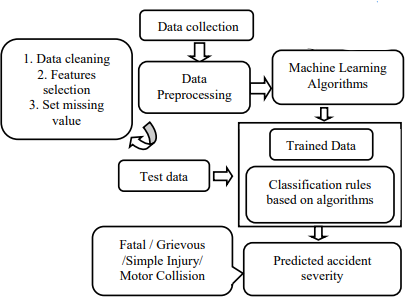 Data collection
1. Data cleaning
2. Features
selection
3. Set missing
value
Data
Preprocessing
Machine Learning
Algorithms
Trained Data
Test data
Classification rules
based on algorithms
Fatal / Grievous
/Simple Injury/
Motor Collision
Predicted accident
severity